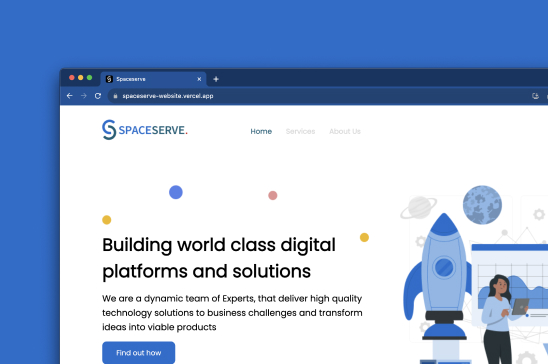 Spaceserve
spaceserve-website.vercel.app
SPACESERVE.
Home Services About Us
Building world class digital
platforms and solutions
We are a dynamic team of Experts, that deliver high quality
technology solutions to business challenges and transform
ideas into viable products
Find out how